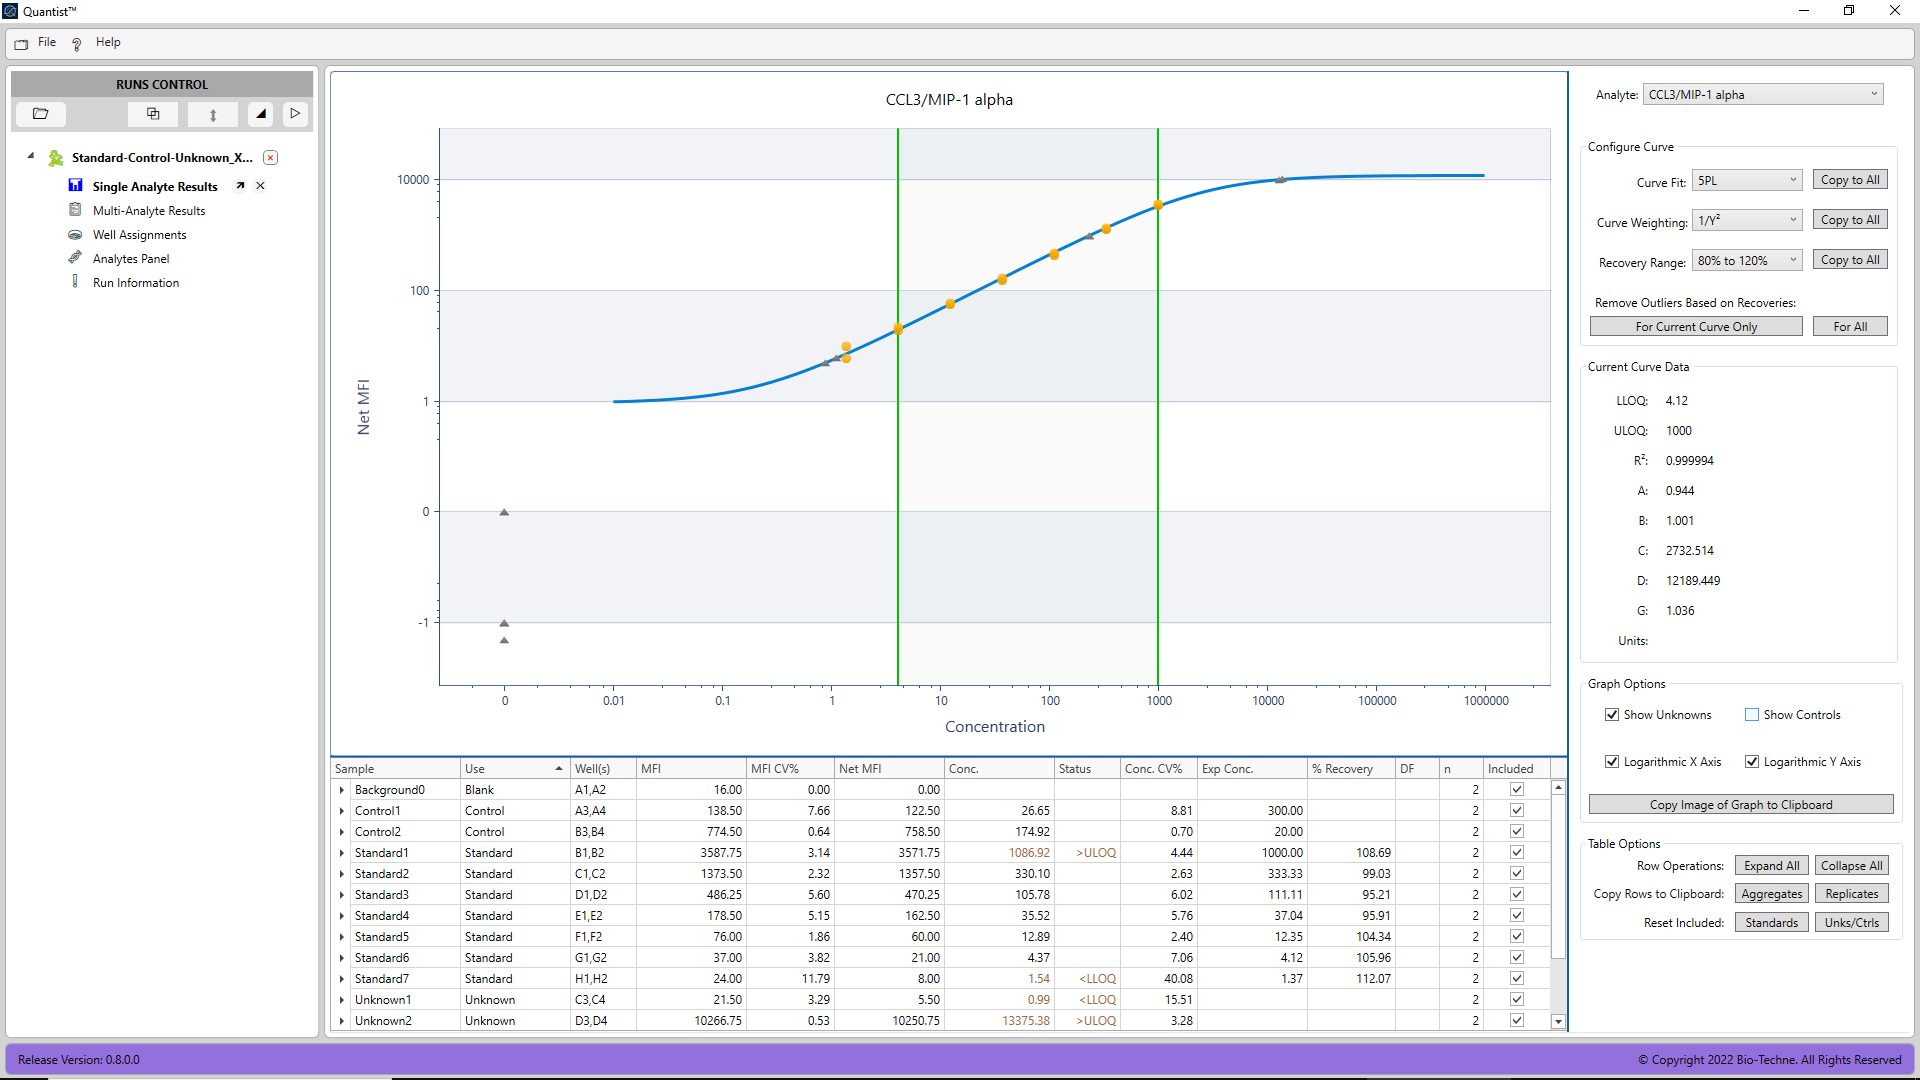 Quantist™
File Help
RUNS CONTROL
Standard-Control-Unknown_X...
Single Analyte Results
Multi-Analyte Results
Well Assignments
Analytes Panel
Run Information
CCL3/MIP-1 alpha
Net MFI
10000
100
1
0
-1
0 0.01 0.1 1 10 100 1000 10000 100000 1000000
Concentration
Sample Use Well(s) MFI MFI CV% Net MFI Conc. Status Conc. CV% Exp Conc. % Recovery DF n Included
Background0 Blank A1,A2 16.00 0.00 0.00 2
Control1 Control A3,A4 138.50 7.66 122.50 26.65 8.81 300.00 2
Control2 Control B3,B4 774.50 0.64 758.50 174.92 0.70 20.00 2
Standard1 Standard B1,B2 3587.75 3.14 3571.75 1086.92 >ULOQ 4.44 1000.00 108.69 2
Standard2 Standard C1,C2 1373.50 2.32 1357.50 330.10 2.63 333.33 99.03 2
Standard3 Standard D1,D2 486.25 5.60 470.25 105.78 6.02 111.11 95.21 2
Standard4 Standard E1,E2 178.50 5.15 162.50 35.52 5.76 37.04 95.91 2
Standard5 Standard F1,F2 76.00 1.86 60.00 12.89 2.40 12.35 104.34 2
Standard6 Standard G1,G2 37.00 3.82 21.00 4.37 7.06 4.12 105.96 2
Standard7 Standard H1,H2 24.00 11.79 8.00 1.54 <LLOQ 40.08 1.37 112.07 2
Unknown1 Unknown C3,C4 21.50 3.29 5.50 0.99 <LLOQ 15.51 2
Unknown2 Unknown D3,D4 10266.75 0.53 10250.75 13375.38 >ULOQ 3.28 2
Analyte: CCL3/MIP-1 alpha
Configure Curve
Curve Fit: 5PL Copy to All
Curve Weighting: 1/Y² Copy to All
Recovery Range: 80% to 120% Copy to All
Remove Outliers Based on Recoveries:
For Current Curve Only For All
Current Curve Data
LLOQ: 4.12
ULOQ: 1000
R²: 0.999994
A: 0.944
B: 1.001
C: 2732.514
D: 12189.449
G: 1.036
Units:
Graph Options
Show Unknowns Show Controls
Logarithmic X Axis Logarithmic Y Axis
Copy Image of Graph to Clipboard
Table Options
Row Operations: Expand All Collapse All
Copy Rows to Clipboard: Aggregates Replicates
Reset Included: Standards Unks/Ctrls
Release Version: 0.8.0.0
© Copyright 2022 Bio-Techne. All Rights Reserved